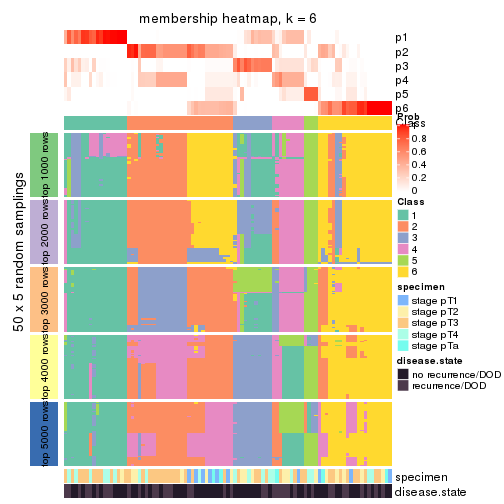 membership heatmap, k = 6
p1
p2
p3
p4
p5
p6
Class
Prob
0.8
0.6
0.4
0.2
0
Class
1
2
3
4
5
6
specimen
stage pT1
stage pT2
stage pT3
stage pT4
stage pTa
disease.state
no recurrence/DOD
recurrence/DOD
50 x 5 random samplings
top 1000 rows
top 2000 rows
top 3000 rows
top 4000 rows
top 5000 rows
specimen
disease.state